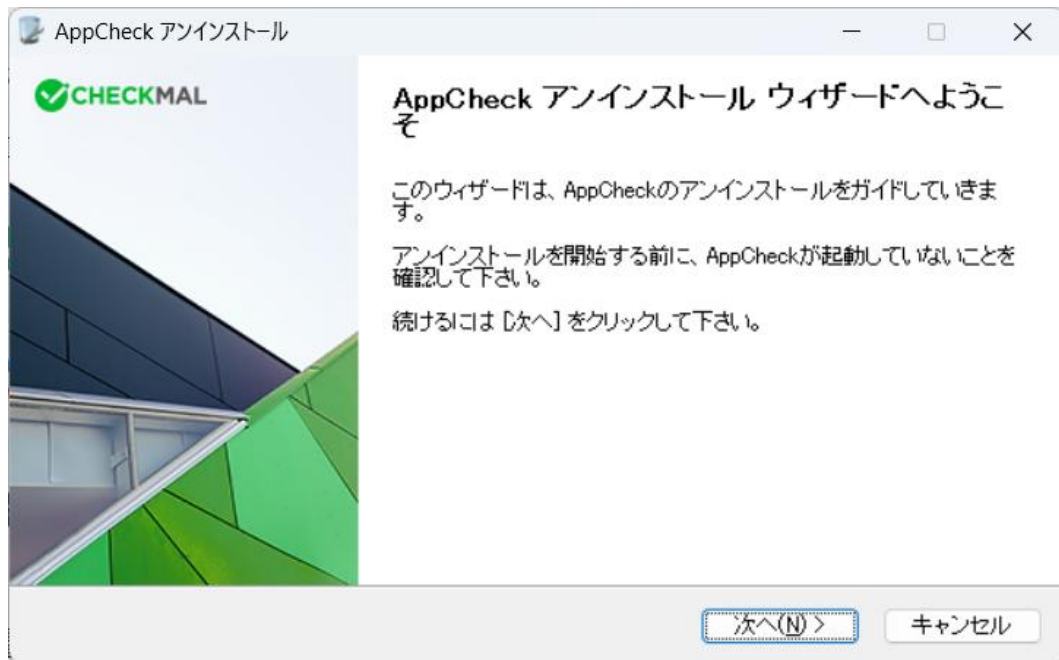 AppCheck アンインストール
CHECKMAL
AppCheck アンインストール ウィザードへようこ
そ
このウィザードは、AppCheckのアンインストールをガイドしていきま
す。
アンインストールを開始する前に、AppCheckが起動していないことを
確認して下さい。
続けるには [次へ] をクリックして下さい。
次へ(N) >
キャンセル